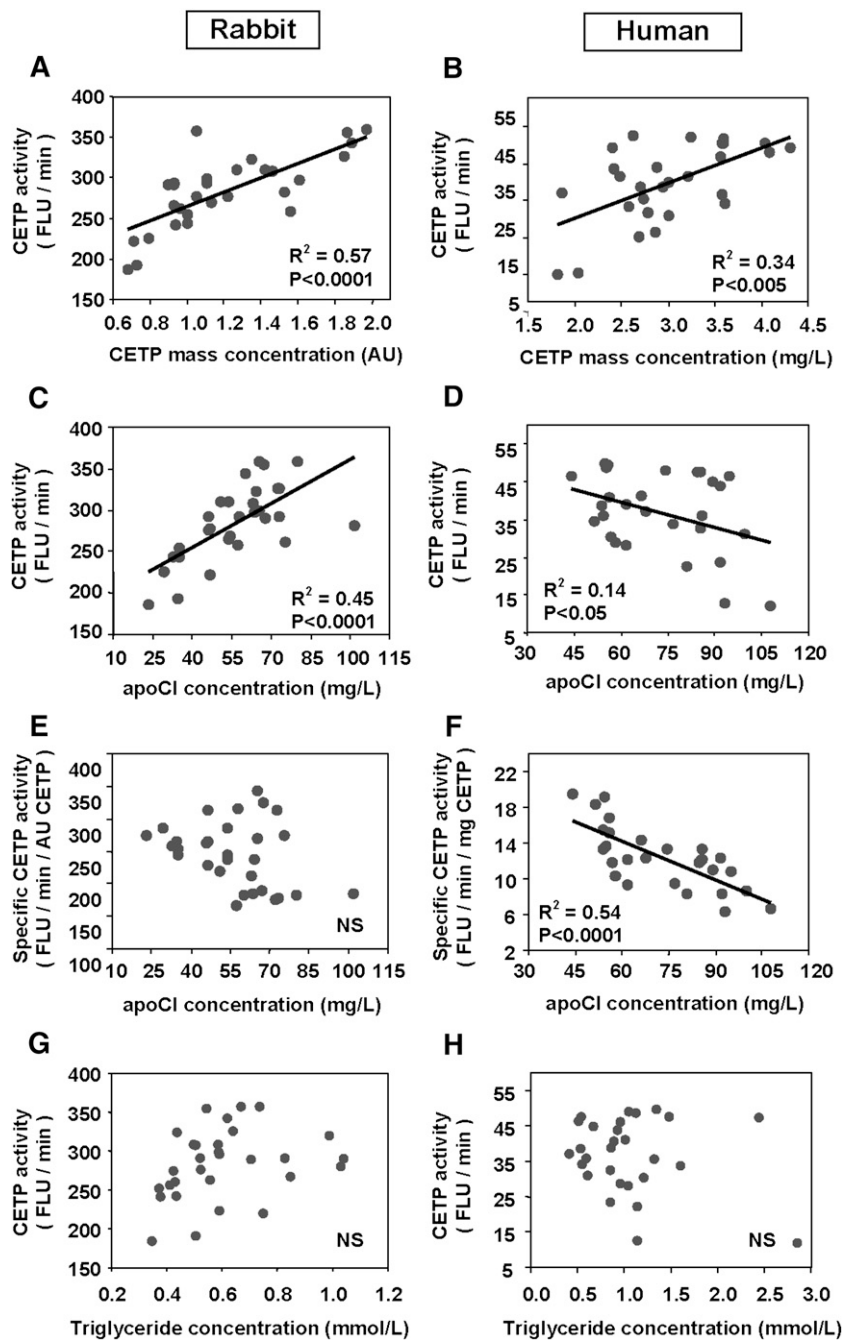 Rabbit
Human
A
CETP activity
( FLU / min )
400
350
300
250
200
150
0.6 0.8 1.0 1.2 1.4 1.6 1.8 2.0
CETP mass concentration (AU)
R² = 0.57
P<0.0001
B
CETP activity
( FLU / min )
55
45
35
25
15
5
1.5 2.0 2.5 3.0 3.5 4.0 4.5
CETP mass concentration (mg/L)
R² = 0.34
P<0.005
C
CETP activity
( FLU / min )
400
350
300
250
200
150
10 25 40 55 70 85 100 115
apoCI concentration (mg/L)
R² = 0.45
P<0.0001
D
CETP activity
( FLU / min )
55
45
35
25
15
5
30 45 60 75 90 105 120
apoCI concentration (mg/L)
R² = 0.14
P<0.05
E
Specific CETP activity
( FLU / min / AU CETP )
400
350
300
250
200
150
100
10 25 40 55 70 85 100 115
apoCI concentration (mg/L)
NS
F
Specific CETP activity
( FLU / min / mg CETP )
22
18
14
10
6
2
30 45 60 75 90 105 120
apoCI concentration (mg/L)
R² = 0.54
P<0.0001
G
CETP activity
( FLU / min )
400
350
300
250
200
150
0.2 0.4 0.6 0.8 1.0 1.2
Triglyceride concentration (mmol/L)
NS
H
CETP activity
( FLU / min )
55
45
35
25
15
5
0.0 0.5 1.0 1.5 2.0 2.5 3.0
Triglyceride concentration (mmol/L)
NS